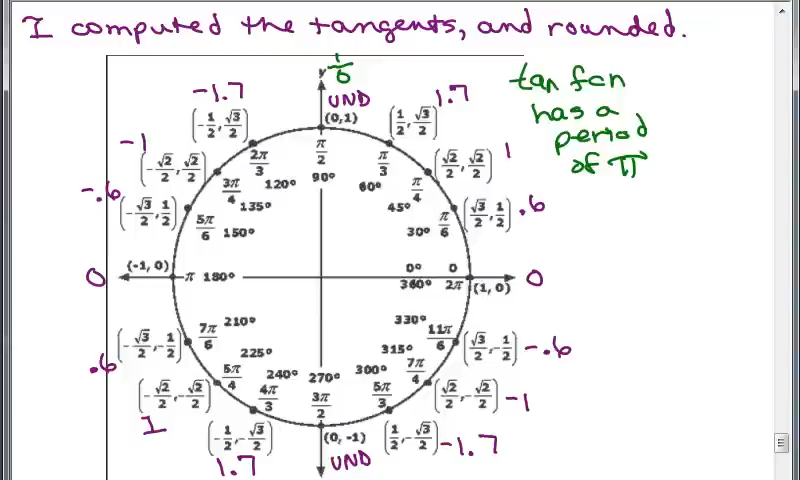 I computed the tangents, and rounded.
y 1/0
tan fcn
has a
period
of π
UND
(0,1)
π/2
90°
1.7
(1/2, √3/2)
π/3
60°
1
(√2/2, √2/2)
π/4
45°
.6
(√3/2, 1/2)
π/6
30°
-1.7
(-1/2, √3/2)
2π/3
120°
-1
(-√2/2, √2/2)
3π/4
135°
-.6
(-√3/2, 1/2)
5π/6
150°
0
(-1, 0)
π 180°
0° 0
360° 2π
(1, 0)
0
.6
(-√3/2, -1/2)
7π/6
210°
1
(-√2/2, -√2/2)
5π/4
225°
1.7
(-1/2, -√3/2)
4π/3
240°
270°
3π/2
(0, -1)
UND
300°
5π/3
(1/2, -√3/2)
-1.7
315°
7π/4
(√2/2, -√2/2)
-1
330°
11π/6
(√3/2, -1/2)
-.6